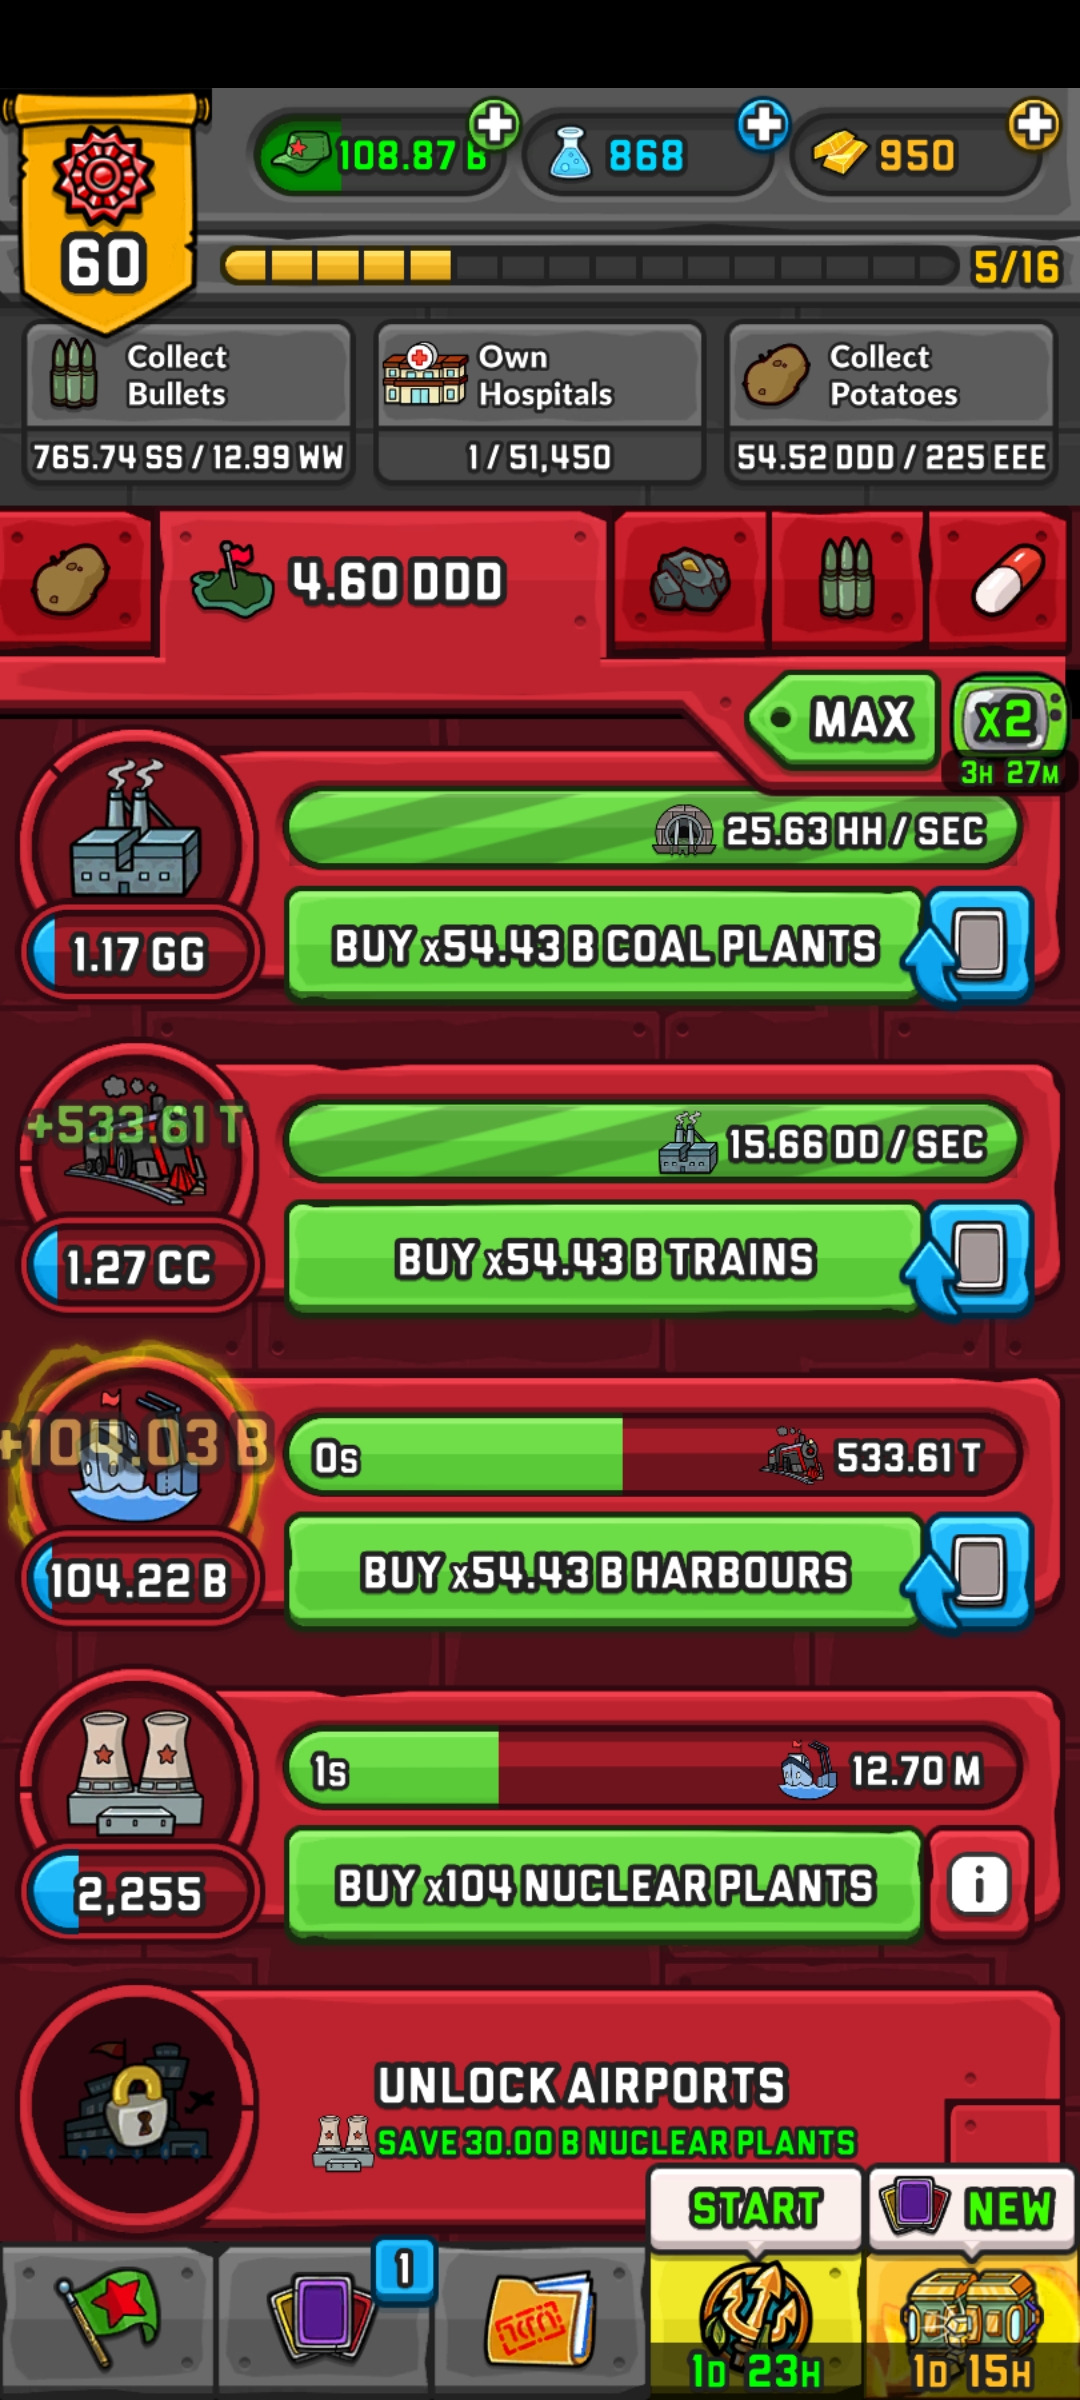 108.87 B
868
950
60
5/16
Collect
Bullets
765.74 SS / 12.99 WW
Own
Hospitals
1 / 51,450
Collect
Potatoes
54.52 DDD / 225 EEE
4.60 DDD
MAX
x2
3H 27M
25.63 HH / SEC
1.17 GG
BUY x54.43 B COAL PLANTS
+533.61 T
15.66 DD / SEC
1.27 CC
BUY x54.43 B TRAINS
+104.03 B
0s
533.61 T
104.22 B
BUY x54.43 B HARBOURS
1s
12.70 M
2,255
BUY x104 NUCLEAR PLANTS
i
UNLOCK AIRPORTS
SAVE 30.00 B NUCLEAR PLANTS
START
NEW
1
1D 23H
1D 15H